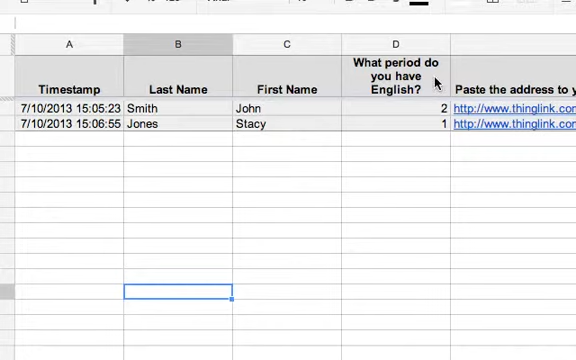 A B C D
What period do
you have
English?
Timestamp Last Name First Name Paste the address to y
7/10/2013 15:05:23 Smith John 2 http://www.thinglink.com
7/10/2013 15:06:55 Jones Stacy 1 http://www.thinglink.com